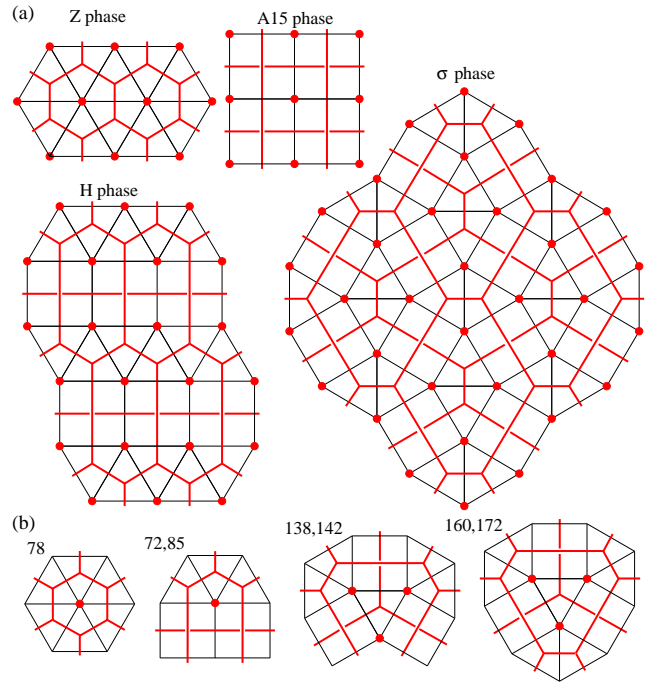 (a)
Z phase
A15 phase
σ phase
H phase
(b)
78
72,85
138,142
160,172